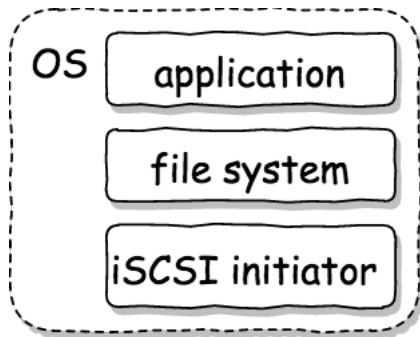 OS
application
file system
iSCSI initiator